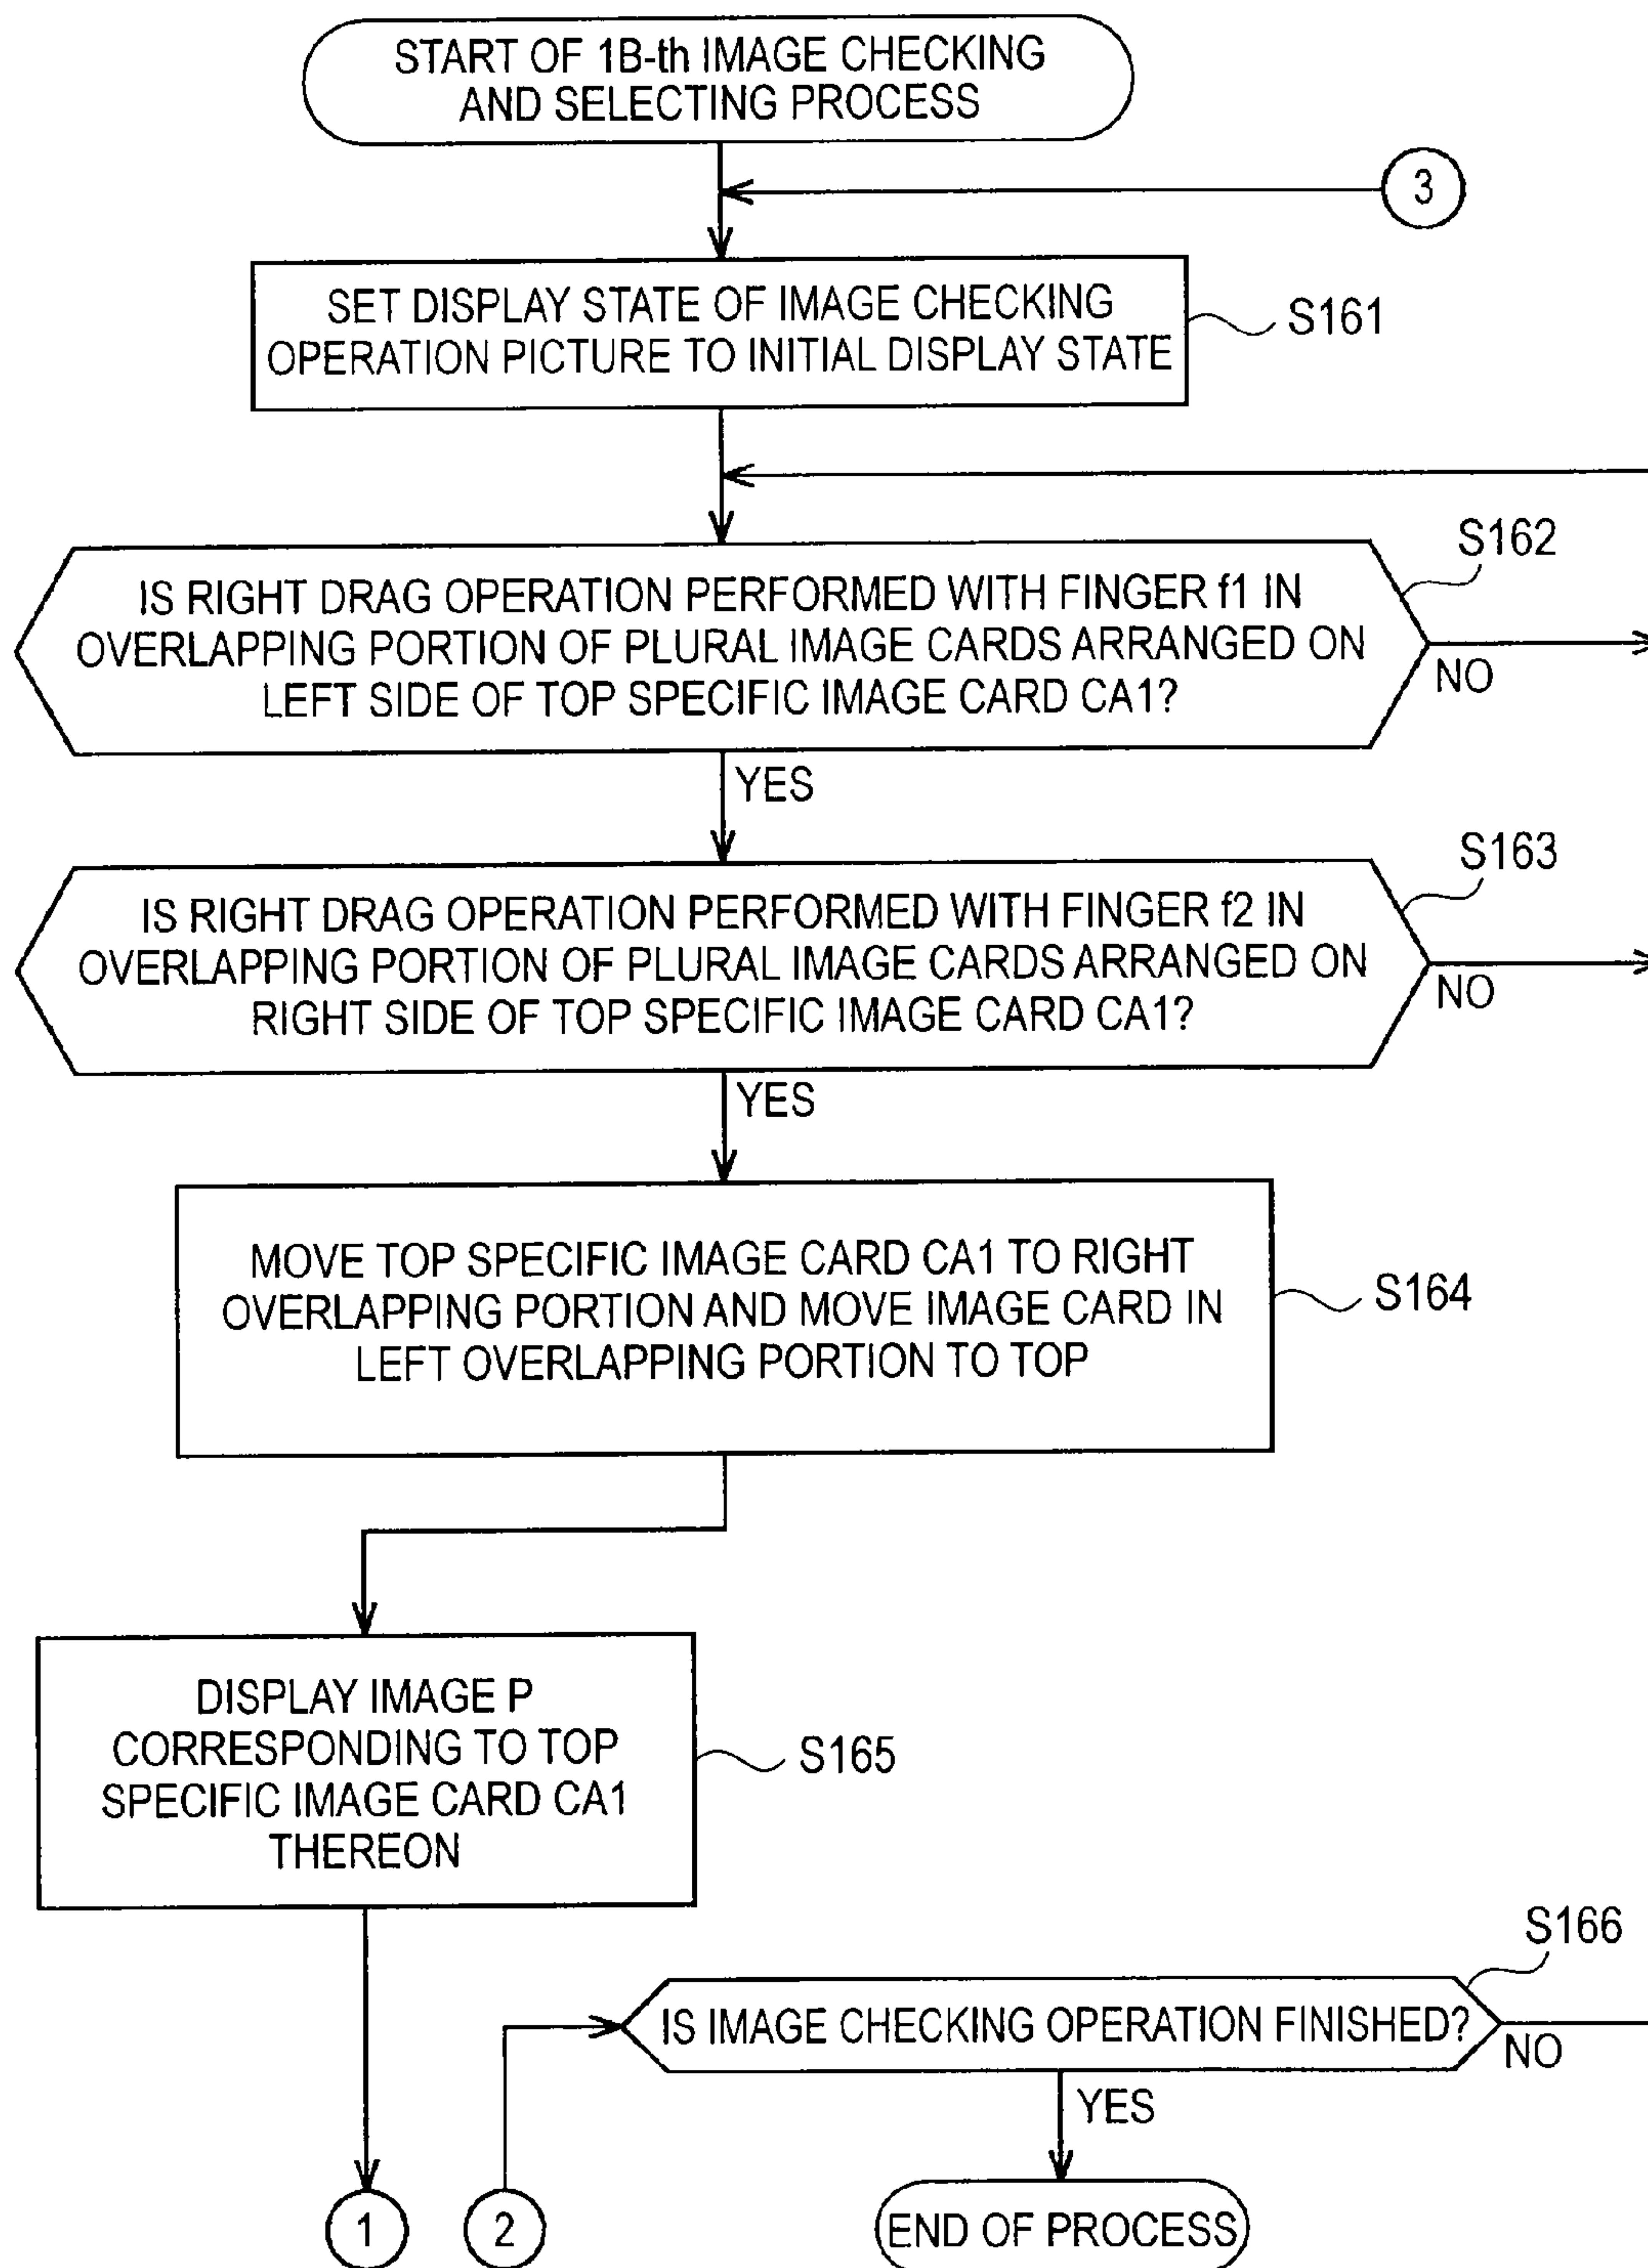 START OF 1B-th IMAGE CHECKING
AND SELECTING PROCESS
3
SET DISPLAY STATE OF IMAGE CHECKING
OPERATION PICTURE TO INITIAL DISPLAY STATE
S161
S162
IS RIGHT DRAG OPERATION PERFORMED WITH FINGER f1 IN
OVERLAPPING PORTION OF PLURAL IMAGE CARDS ARRANGED ON
LEFT SIDE OF TOP SPECIFIC IMAGE CARD CA1?
NO
YES
S163
IS RIGHT DRAG OPERATION PERFORMED WITH FINGER f2 IN
OVERLAPPING PORTION OF PLURAL IMAGE CARDS ARRANGED ON
RIGHT SIDE OF TOP SPECIFIC IMAGE CARD CA1?
NO
YES
MOVE TOP SPECIFIC IMAGE CARD CA1 TO RIGHT
OVERLAPPING PORTION AND MOVE IMAGE CARD IN
LEFT OVERLAPPING PORTION TO TOP
S164
DISPLAY IMAGE P
CORRESPONDING TO TOP
SPECIFIC IMAGE CARD CA1
THEREON
S165
S166
IS IMAGE CHECKING OPERATION FINISHED?
NO
YES
1
2
END OF PROCESS